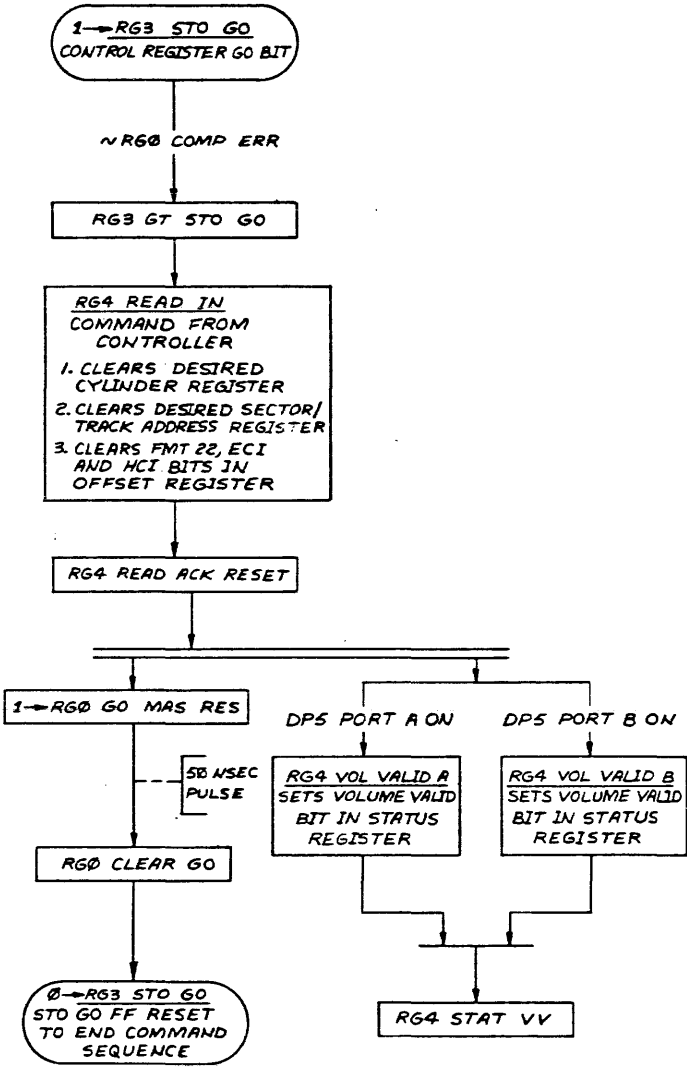 1→RG3 STO GO
CONTROL REGISTER GO BIT
~RGØ COMP ERR
RG3 GT STO GO
RG4 READ IN
COMMAND FROM
CONTROLLER
1. CLEARS DESIRED
CYLINDER REGISTER
2. CLEARS DESIRED SECTOR/
TRACK ADDRESS REGISTER
3. CLEARS FMT 22, ECI
AND HCI BITS IN
OFFSET REGISTER
RG4 READ ACK RESET
1→RGØ GO MAS RES
50 NSEC
PULSE
RGØ CLEAR GO
Ø→RG3 STO GO
STO GO FF RESET
TO END COMMAND
SEQUENCE
DP5 PORT A ON
RG4 VOL VALID A
SETS VOLUME VALID
BIT IN STATUS
REGISTER
DP5 PORT B ON
RG4 VOL VALID B
SETS VOLUME VALID
BIT IN STATUS
REGISTER
RG4 STAT VV